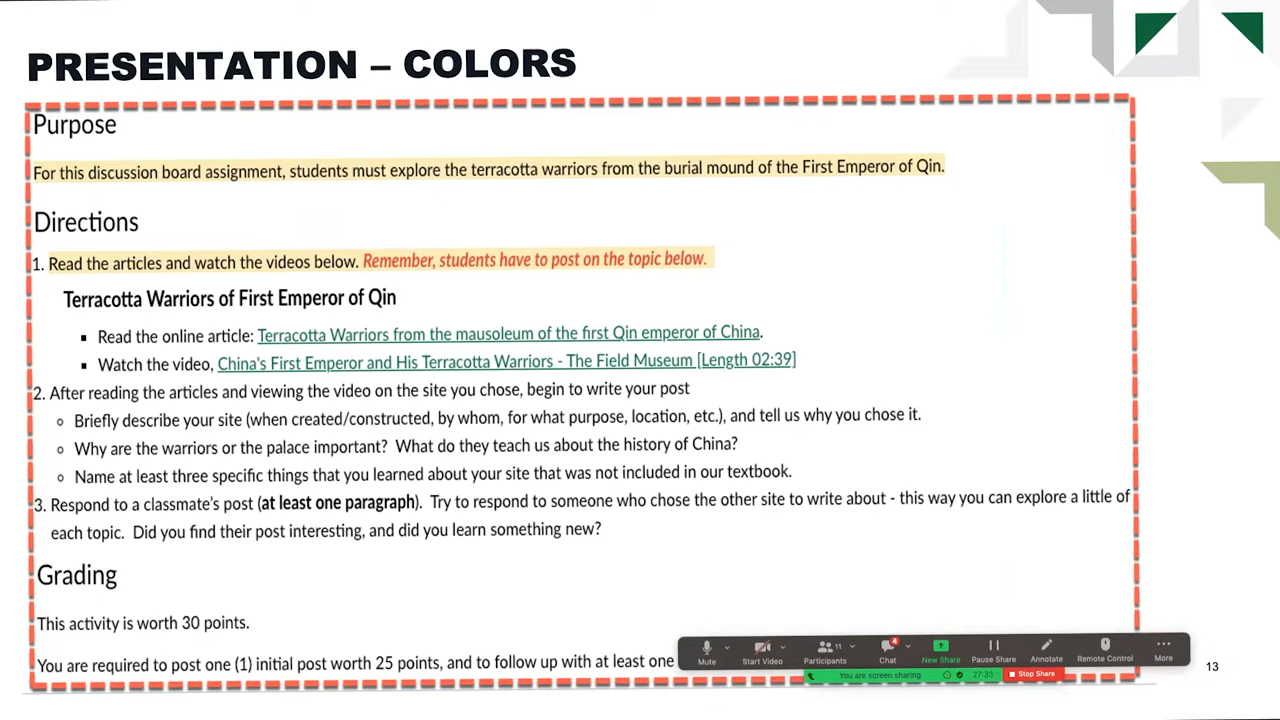 PRESENTATION – COLORS
Purpose
For this discussion board assignment, students must explore the terracotta warriors from the burial mound of the First Emperor of Qin.
Directions
1. Read the articles and watch the videos below. Remember, students have to post on the topic below.
Terracotta Warriors of First Emperor of Qin
▪ Read the online article: Terracotta Warriors from the mausoleum of the first Qin emperor of China.
▪ Watch the video, China's First Emperor and His Terracotta Warriors - The Field Museum [Length 02:39]
2. After reading the articles and viewing the video on the site you chose, begin to write your post
◦ Briefly describe your site (when created/constructed, by whom, for what purpose, location, etc.), and tell us why you chose it.
◦ Why are the warriors or the palace important? What do they teach us about the history of China?
◦ Name at least three specific things that you learned about your site that was not included in our textbook.
3. Respond to a classmate's post (at least one paragraph). Try to respond to someone who chose the other site to write about - this way you can explore a little of
each topic. Did you find their post interesting, and did you learn something new?
Grading
This activity is worth 30 points.
You are required to post one (1) initial post worth 25 points, and to follow up with at least one
11
4
Mute Start Video Participants Chat New Share Pause Share Annotate Remote Control More
You are screen sharing 27:33 Stop Share
13